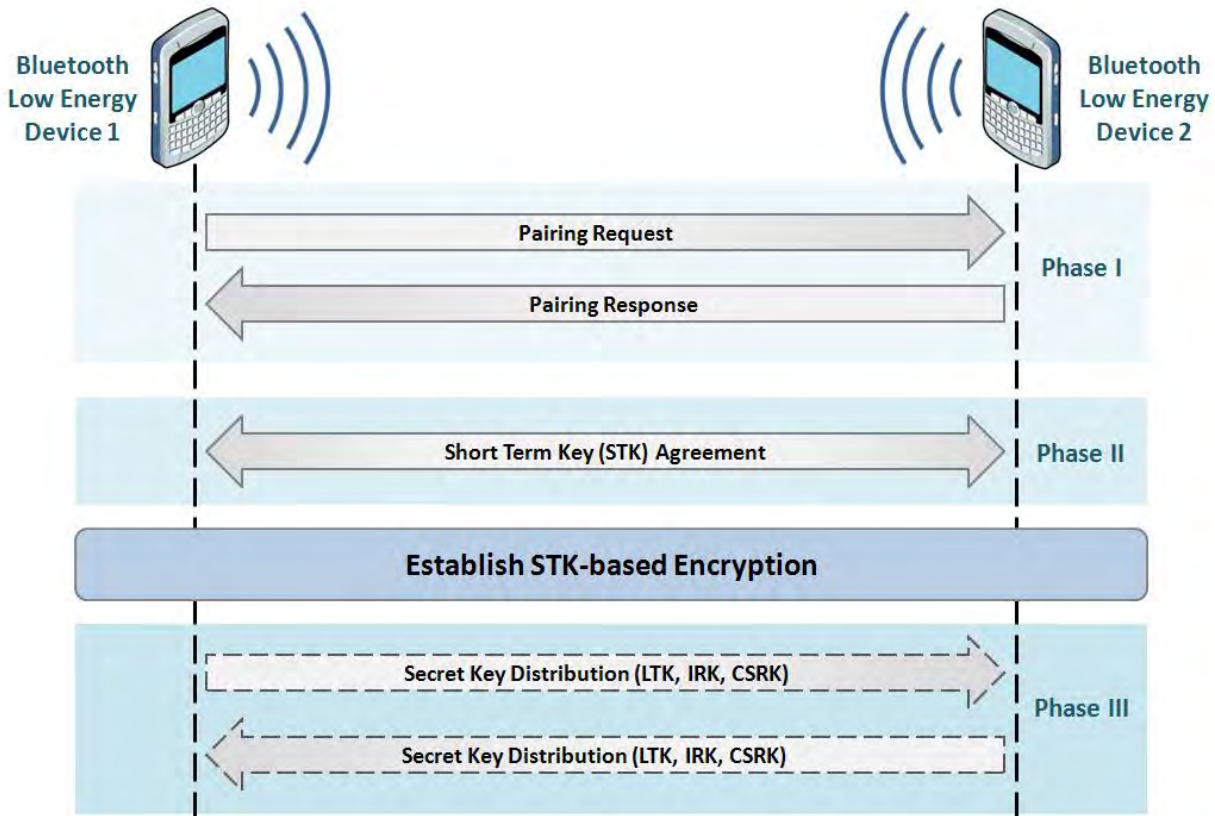 Bluetooth
Low Energy
Device 1
Bluetooth
Low Energy
Device 2
Pairing Request
Phase I
Pairing Response
Short Term Key (STK) Agreement
Phase II
Establish STK-based Encryption
Secret Key Distribution (LTK, IRK, CSRK)
Phase III
Secret Key Distribution (LTK, IRK, CSRK)